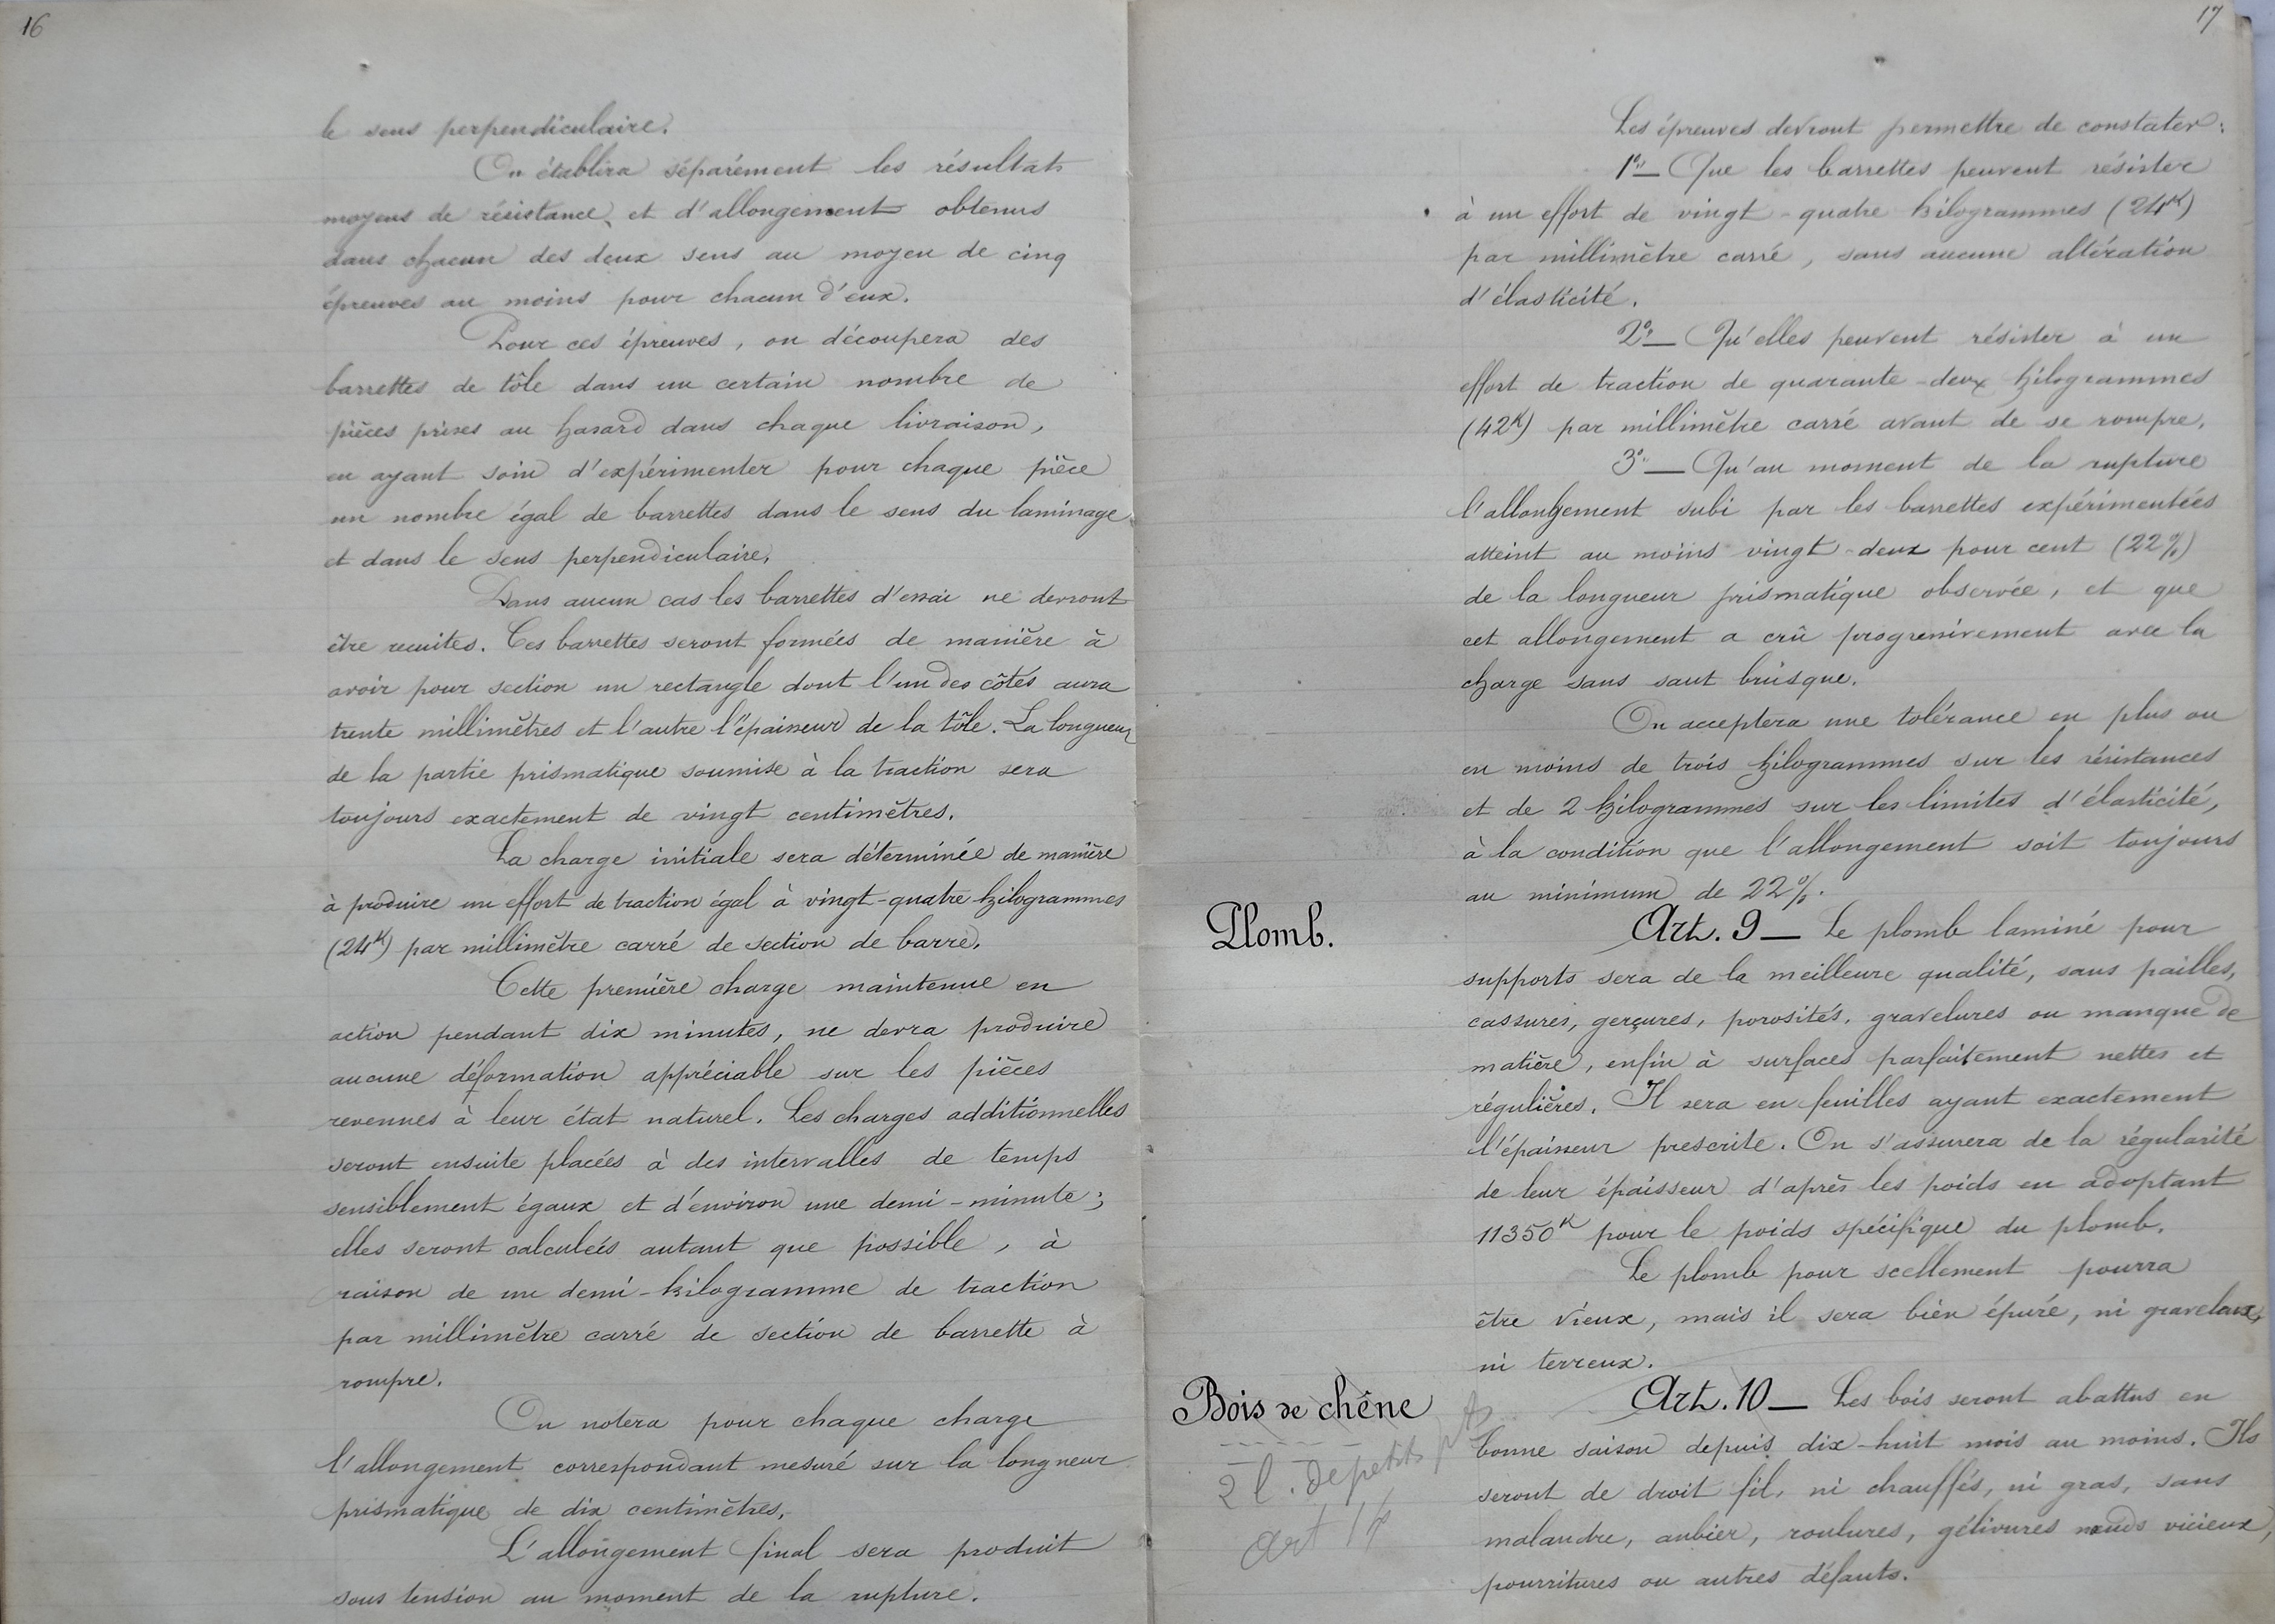 16
le sens perpendiculaire.
On établira séparément les résultats
moyens de résistance et d'allongement obtenus
dans chacun des deux sens au moyen de cinq
épreuves au moins pour chacun d'eux.
Pour ces épreuves, on découpera des
barrettes de tôle dans un certain nombre de
pièces prises au hasard dans chaque livraison,
en ayant soin d'expérimenter pour chaque pièce
un nombre égal de barrettes dans le sens du laminage
et dans le sens perpendiculaire.
Dans aucun cas les barrettes d'essai ne devront
être recuites. Ces barrettes seront formées de manière à
avoir pour section un rectangle dont l'un des côtés aura
trente millimètres et l'autre l'épaisseur de la tôle. La longueur
de la partie prismatique soumise à la traction sera
toujours exactement de vingt centimètres.
La charge initiale sera déterminée de manière
à produire un effort de traction égal à vingt-quatre kilogrammes
(24K) par millimètre carré de section de barre.
Cette première charge maintenue en
action pendant dix minutes, ne devra produire
aucune déformation appréciable sur les pièces
revenues à leur état naturel. Les charges additionnelles
seront ensuite placées à des intervalles de temps
sensiblement égaux et d'environ une demi-minute;
elles seront calculées autant que possible, à
raison de un demi-kilogramme de traction
par millimètre carré de section de barrette à
rompre.
On notera pour chaque charge
l'allongement correspondant mesuré sur la longueur
prismatique de dix centimètres.
L'allongement final sera produit
sous tension au moment de la rupture.
17
Les épreuves devront permettre de constater:
1º— Que les barrettes peuvent résister
à un effort de vingt-quatre kilogrammes (24K)
par millimètre carré, sans aucune altération
d'élasticité.
2º— Qu'elles peuvent résister à un
effort de traction de quarante-deux kilogrammes
(42K) par millimètre carré avant de se rompre.
3º— Qu'au moment de la rupture
l'allongement subi par les barrettes expérimentées
atteint au moins vingt-deux pour cent (22%)
de la longueur prismatique observée, et que
cet allongement a crû progressivement avec la
charge sans saut brusque.
On acceptera une tolérance en plus ou
en moins de trois kilogrammes sur les résistances
et de 2 kilogrammes sur les limites d'élasticité,
à la condition que l'allongement soit toujours
au minimum de 22%.
Plomb.
Art. 9 — Le plomb laminé pour
supports sera de la meilleure qualité, sans pailles,
cassures, gerçures, porosités, gravelures ou manque de
matière, enfin à surfaces parfaitement nettes et
régulières. Il sera en feuilles ayant exactement
l'épaisseur prescrite. On s'assurera de la régularité
de leur épaisseur d'après les poids en adoptant
11350K pour le poids spécifique du plomb.
Le plomb pour scellement pourra
être vieux, mais il sera bien épuré, ni graveleux,
ni terreux.
Bois de chêne
Art. 10 — Les bois seront abattus en
bonne saison depuis dix-huit mois au moins. Ils
seront de droit fil, ni chauffés, ni gras, sans
malandre, aubier, roulures, gélivures nœuds vicieux,
pourritures ou autres défauts.
2 l. de petits
art